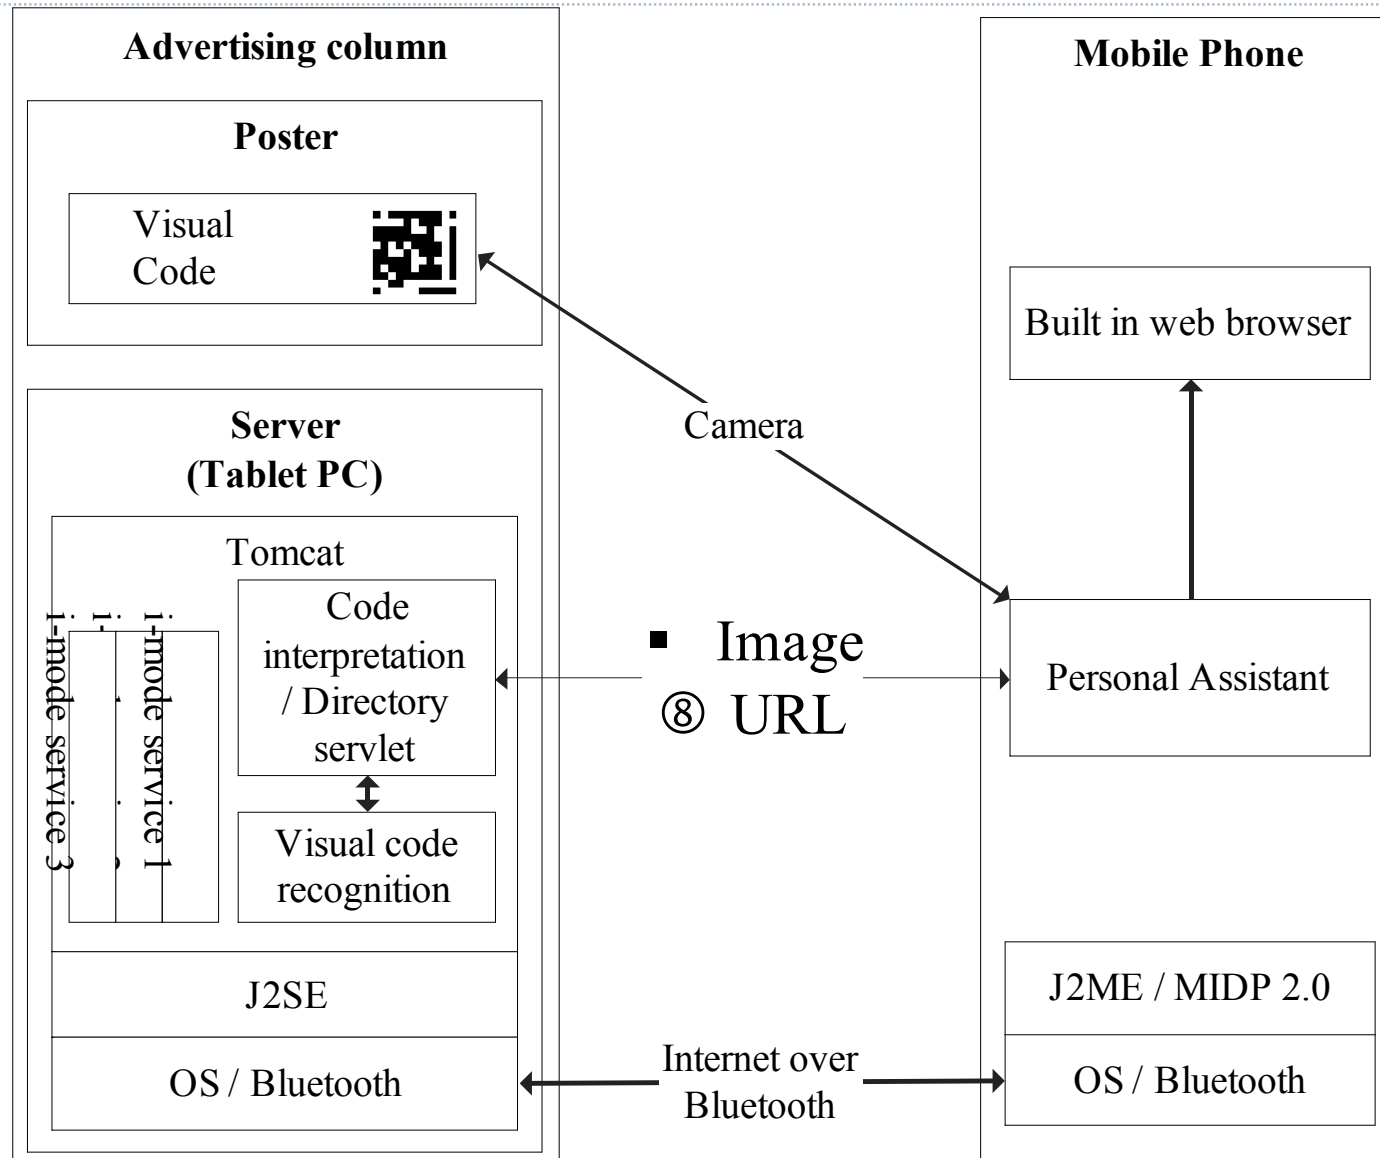 Advertising column
Poster
Visual
Code
Server
(Tablet PC)
Tomcat
i-mode service 3
i-mode service 1
Code
interpretation
/ Directory
servlet
Visual code
recognition
J2SE
OS / Bluetooth
Camera
▪ Image
⑧ URL
Internet over
Bluetooth
Mobile Phone
Built in web browser
Personal Assistant
J2ME / MIDP 2.0
OS / Bluetooth